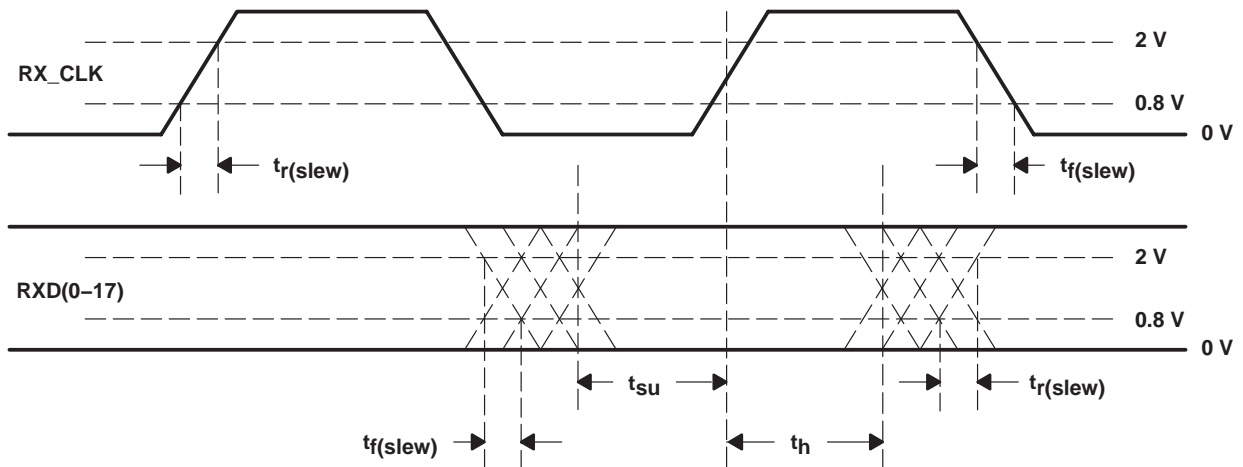 2 V
RX_CLK
0.8 V
0 V
tr(slew)
tf(slew)
2 V
RXD(0–17)
0.8 V
0 V
tsu
tr(slew)
tf(slew)
th